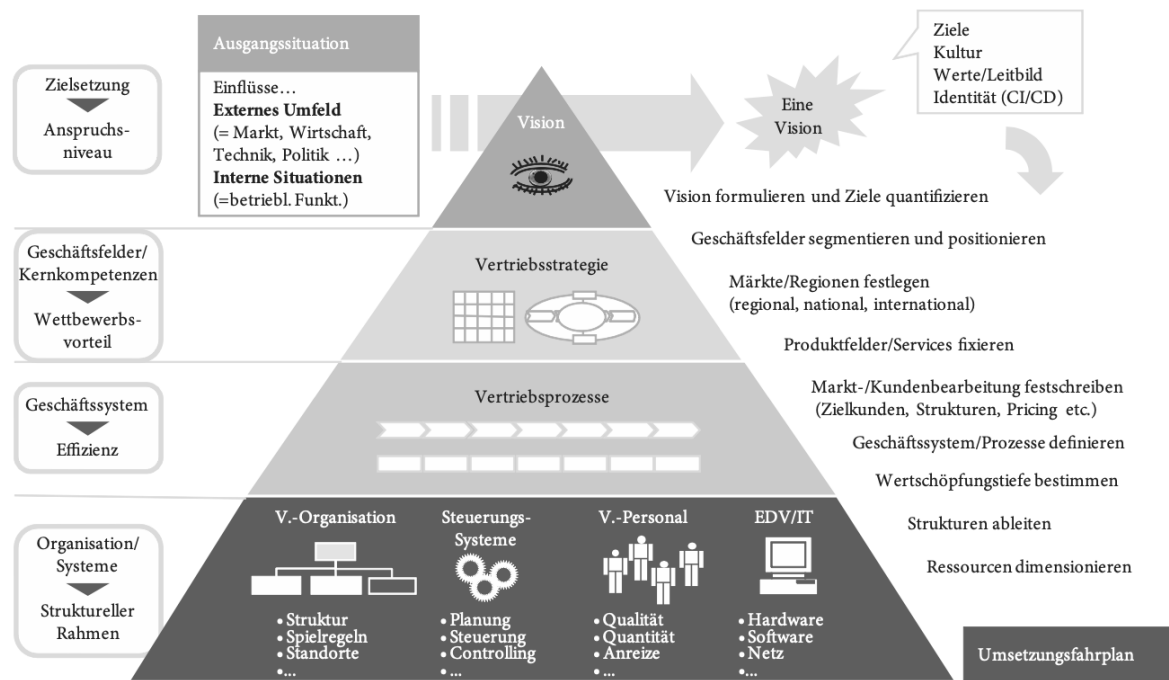 Ausgangssituation
Einflüsse…
Externes Umfeld
(= Markt, Wirtschaft,
Technik, Politik …)
Interne Situationen
(=betriebl. Funkt.)
Zielsetzung
Anspruchs-
niveau
Vision
Eine
Vision
Ziele
Kultur
Werte/Leitbild
Identität (CI/CD)
Geschäftsfelder/
Kernkompetenzen
Wettbewerbs-
vorteil
Vertriebsstrategie
Geschäftssystem
Effizienz
Vertriebsprozesse
Organisation/
Systeme
Struktureller
Rahmen
V.-Organisation
• Struktur
• Spielregeln
• Standorte
• ...
Steuerungs-
Systeme
• Planung
• Steuerung
• Controlling
• ...
V.-Personal
• Qualität
• Quantität
• Anreize
• ...
EDV/IT
• Hardware
• Software
• Netz
• ...
Vision formulieren und Ziele quantifizieren
Geschäftsfelder segmentieren und positionieren
Märkte/Regionen festlegen
(regional, national, international)
Produktfelder/Services fixieren
Markt-/Kundenbearbeitung festschreiben
(Zielkunden, Strukturen, Pricing etc.)
Geschäftssystem/Prozesse definieren
Wertschöpfungstiefe bestimmen
Strukturen ableiten
Ressourcen dimensionieren
Umsetzungsfahrplan